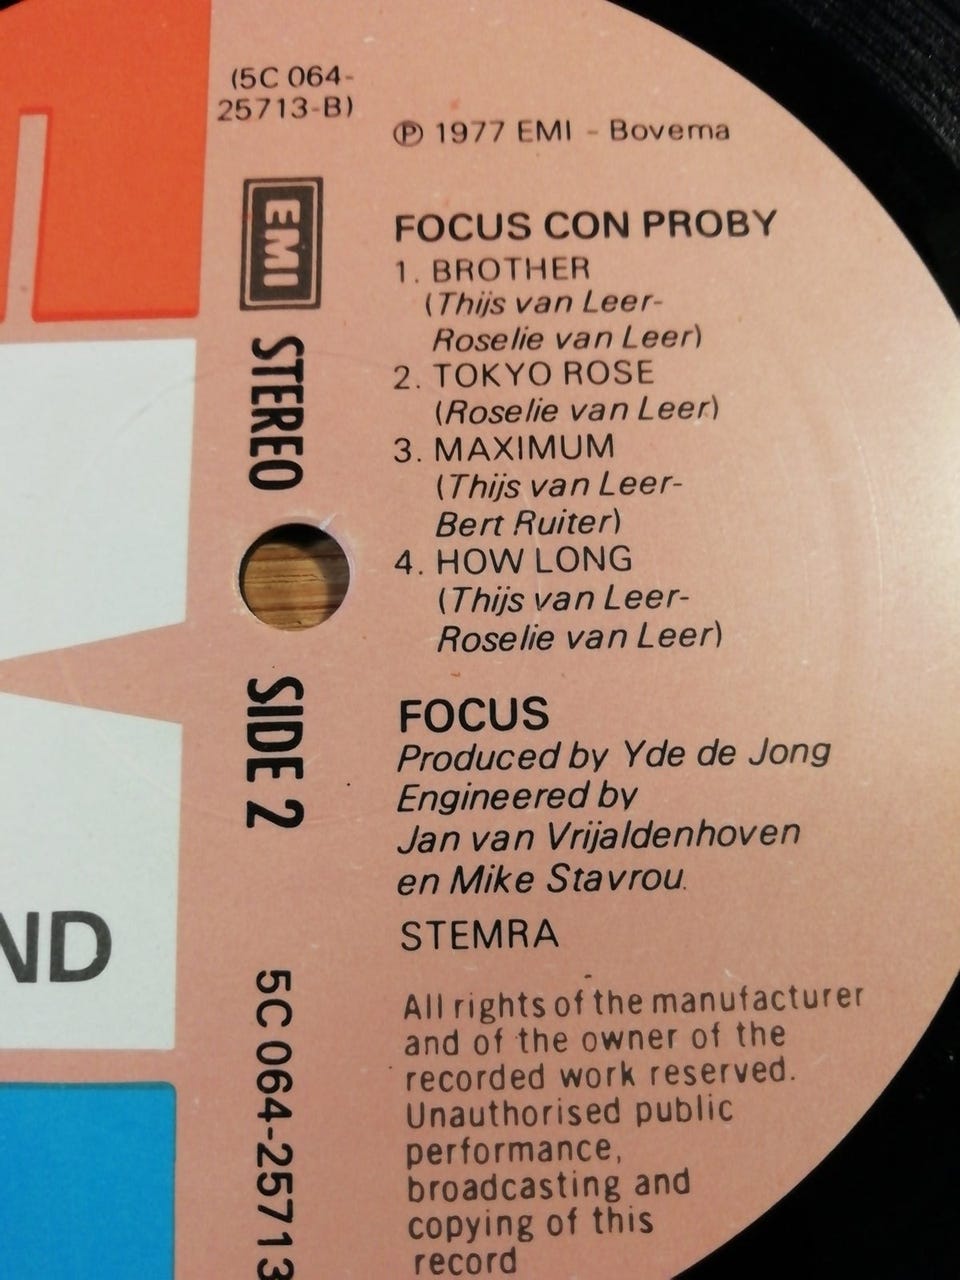 (5C 064-
25713-B)
℗ 1977 EMI - Bovema
EMI
STEREO
SIDE 2
5C 064-25713
FOCUS CON PROBY
1. BROTHER
(Thijs van Leer-
Roselie van Leer)
2. TOKYO ROSE
(Roselie van Leer)
3. MAXIMUM
(Thijs van Leer-
Bert Ruiter)
4. HOW LONG
(Thijs van Leer-
Roselie van Leer)
FOCUS
Produced by Yde de Jong
Engineered by
Jan van Vrijaldenhoven
en Mike Stavrou.
STEMRA
All rights of the manufacturer
and of the owner of the
recorded work reserved.
Unauthorised public
performance,
broadcasting and
copying of this
record
ND